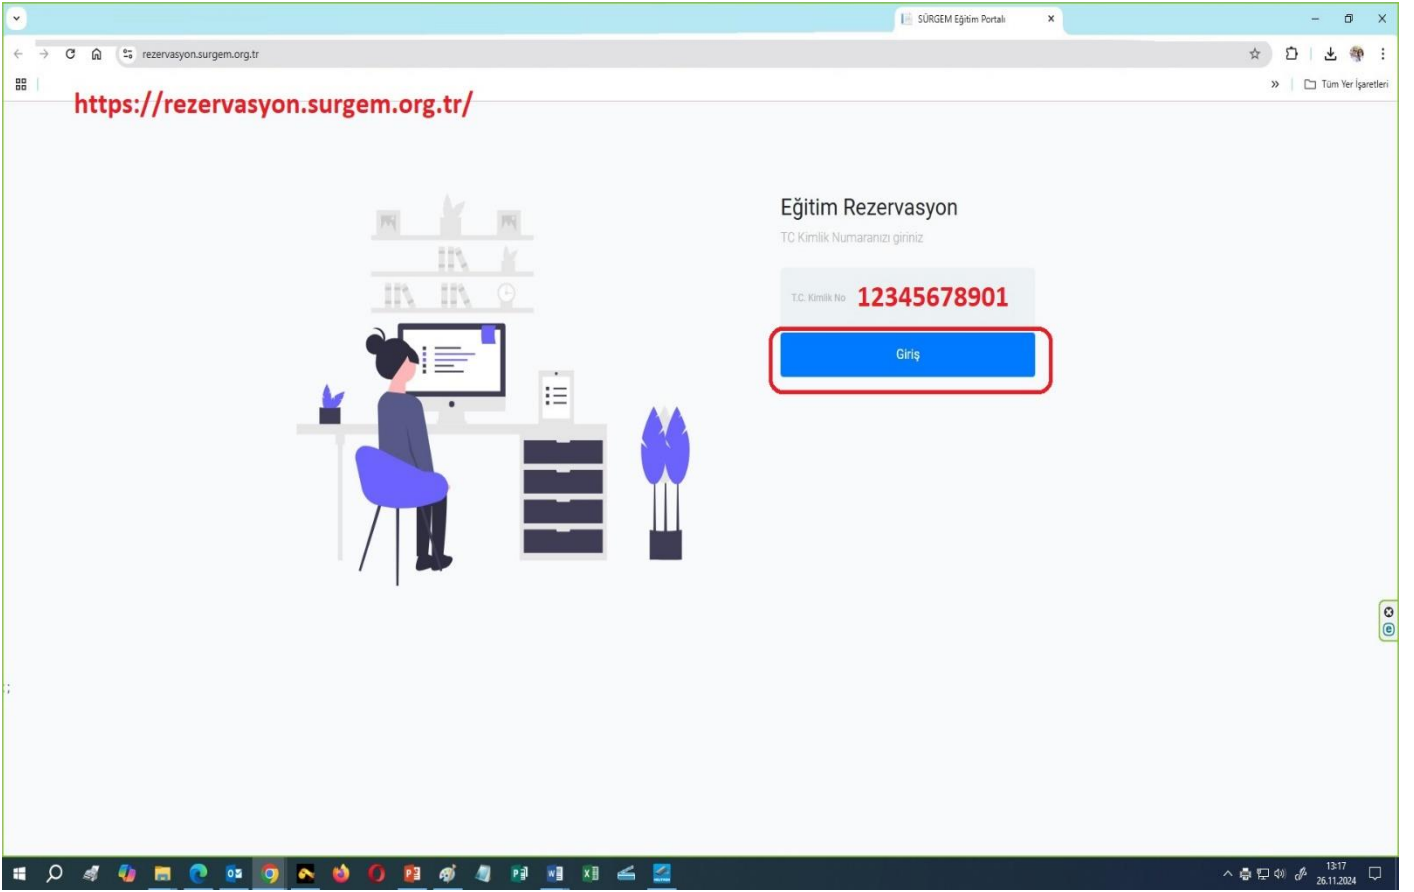 SÜRGEM Eğitim Portalı
rezervasyon.surgem.org.tr
Tüm Yer İşaretleri
https://rezervasyon.surgem.org.tr/
Eğitim Rezervasyon
TC Kimlik Numaranızı giriniz
T.C. Kimlik No 12345678901
Giriş
13:17
26.11.2024